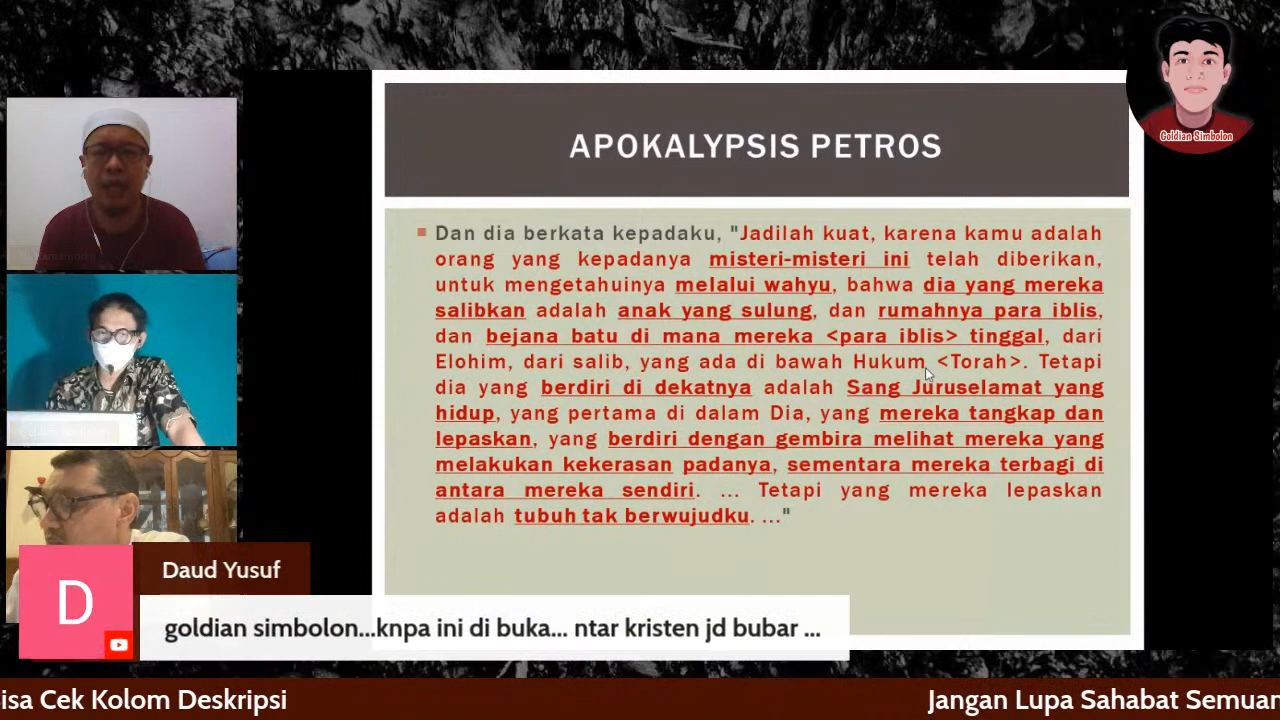 Goldian Simbolon
APOKALYPSIS PETROS
Dan dia berkata kepadaku, "Jadilah kuat, karena kamu adalah
orang yang kepadanya misteri-misteri ini telah diberikan,
untuk mengetahuinya melalui wahyu, bahwa dia yang mereka
salibkan adalah anak yang sulung, dan rumahnya para iblis,
dan bejana batu di mana mereka <para iblis> tinggal, dari
Elohim, dari salib, yang ada di bawah Hukum <Torah>. Tetapi
dia yang berdiri di dekatnya adalah Sang Juruselamat yang
hidup, yang pertama di dalam Dia, yang mereka tangkap dan
lepaskan, yang berdiri dengan gembira melihat mereka yang
melakukan kekerasan padanya, sementara mereka terbagi di
antara mereka sendiri. ... Tetapi yang mereka lepaskan
adalah tubuh tak berwujudku. ..."
D
Daud Yusuf
goldian simbolon...knpa ini di buka... ntar kristen jd bubar ...
isa Cek Kolom Deskripsi
Jangan Lupa Sahabat Semuan